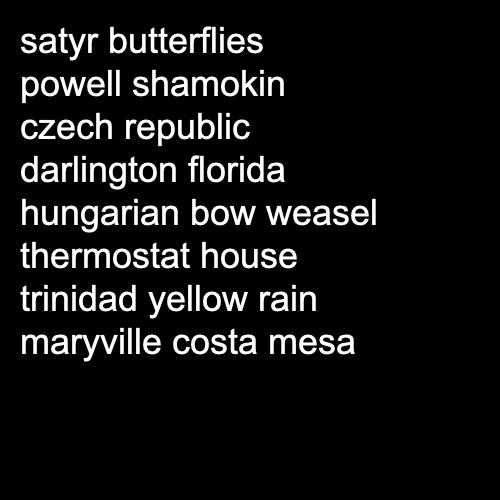 satyr butterflies
powell shamokin
czech republic
darlington florida
hungarian bow weasel
thermostat house
trinidad yellow rain
maryville costa mesa